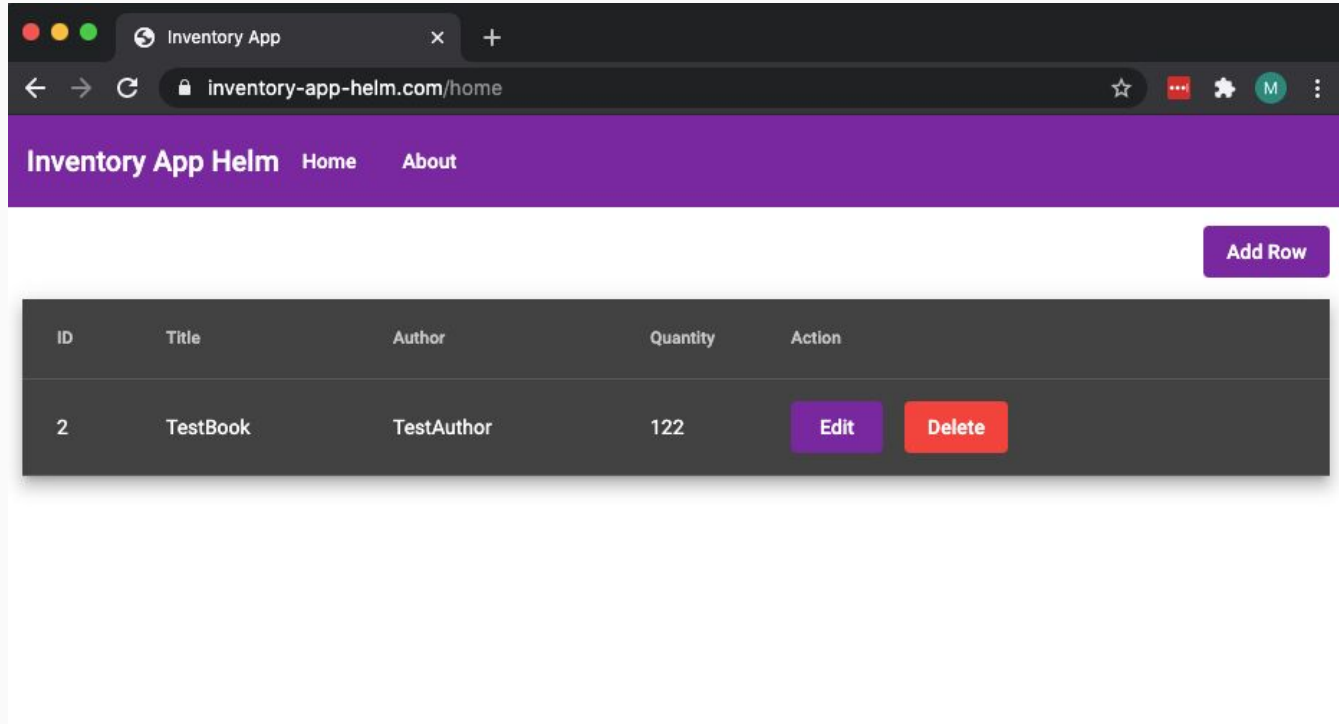 Inventory App
inventory-app-helm.com/home
M
Inventory App Helm Home About
Add Row
ID Title Author Quantity Action
2 TestBook TestAuthor 122 Edit Delete